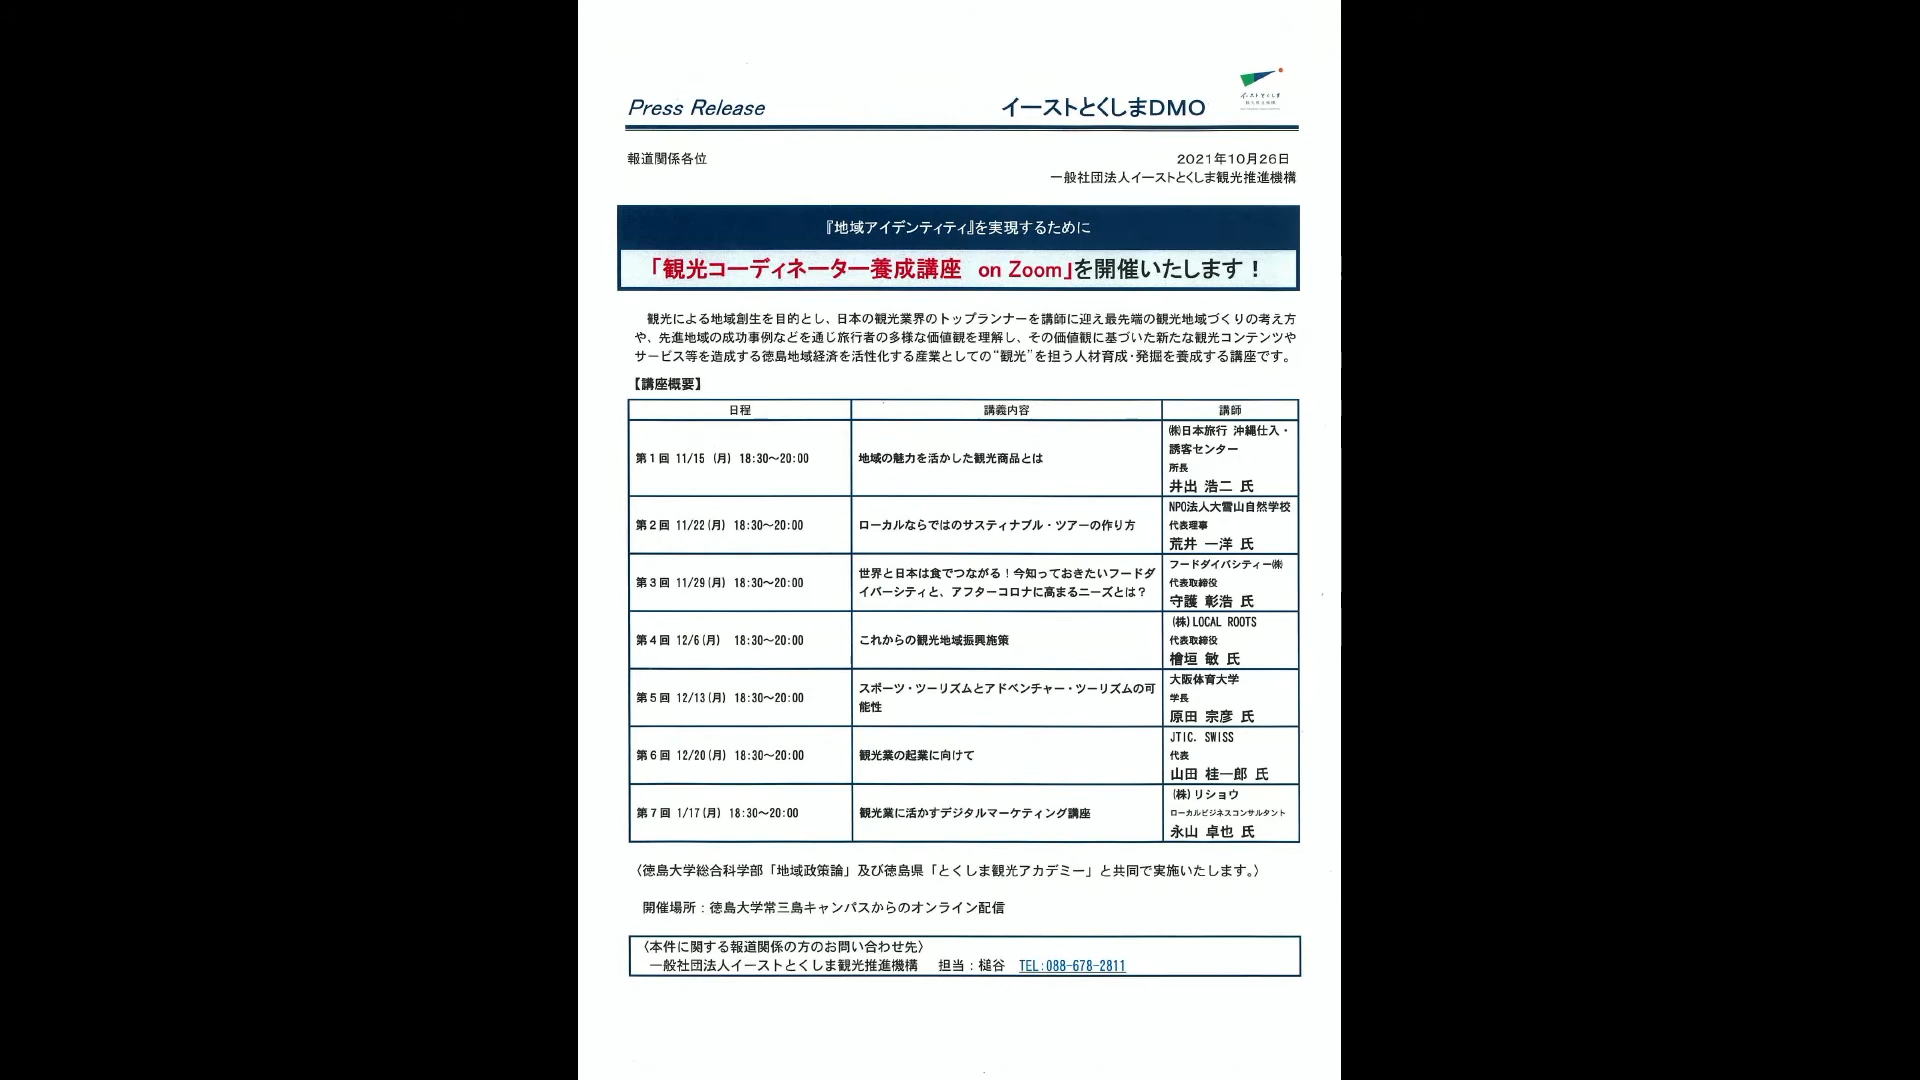 Press Release
イーストとくしまDMO
イーストとくしま
報道関係各位
2021年10月26日
一般社団法人イーストとくしま観光推進機構
『地域アイデンティティ』を実現するために
「観光コーディネーター養成講座 on Zoom」を開催いたします！
観光による地域創生を目的とし、日本の観光業界のトップランナーを講師に迎え最先端の観光地域づくりの考え方
や、先進地域の成功事例などを通じ旅行者の多様な価値観を理解し、その価値観に基づいた新たな観光コンテンツや
サービス等を造成する徳島地域経済を活性化する産業としての“観光”を担う人材育成・発掘を養成する講座です。
【講座概要】
日程 講義内容 講師
㈱日本旅行 沖縄仕入・
誘客センター
所長
第１回 11/15 (月) 18:30～20:00 地域の魅力を活かした観光商品とは
井出 浩二 氏
NPO法人大雪山自然学校
第２回 11/22(月) 18:30～20:00 ローカルならではのサスティナブル・ツアーの作り方 代表理事
荒井 一洋 氏
フードダイバシティー㈱
第３回 11/29(月) 18:30～20:00 世界と日本は食でつながる！今知っておきたいフードダ
イバーシティと、アフターコロナに高まるニーズとは？ 代表取締役
守護 彰浩 氏
(株)LOCAL ROOTS
第４回 12/6(月) 18:30～20:00 これからの観光地域振興施策 代表取締役
檜垣 敏 氏
大阪体育大学
第５回 12/13(月) 18:30～20:00 スポーツ・ツーリズムとアドベンチャー・ツーリズムの可
能性 学長
原田 宗彦 氏
JTIC. SWISS
第６回 12/20(月) 18:30～20:00 観光業の起業に向けて 代表
山田 桂一郎 氏
(株)リショウ
第７回 1/17(月) 18:30～20:00 観光業に活かすデジタルマーケティング講座 ローカルビジネスコンサルタント
永山 卓也 氏
〈徳島大学総合科学部「地域政策論」及び徳島県「とくしま観光アカデミー」と共同で実施いたします。〉
開催場所：徳島大学常三島キャンパスからのオンライン配信
〈本件に関する報道関係の方のお問い合わせ先〉
一般社団法人イーストとくしま観光推進機構 担当：槌谷 TEL:088-678-2811